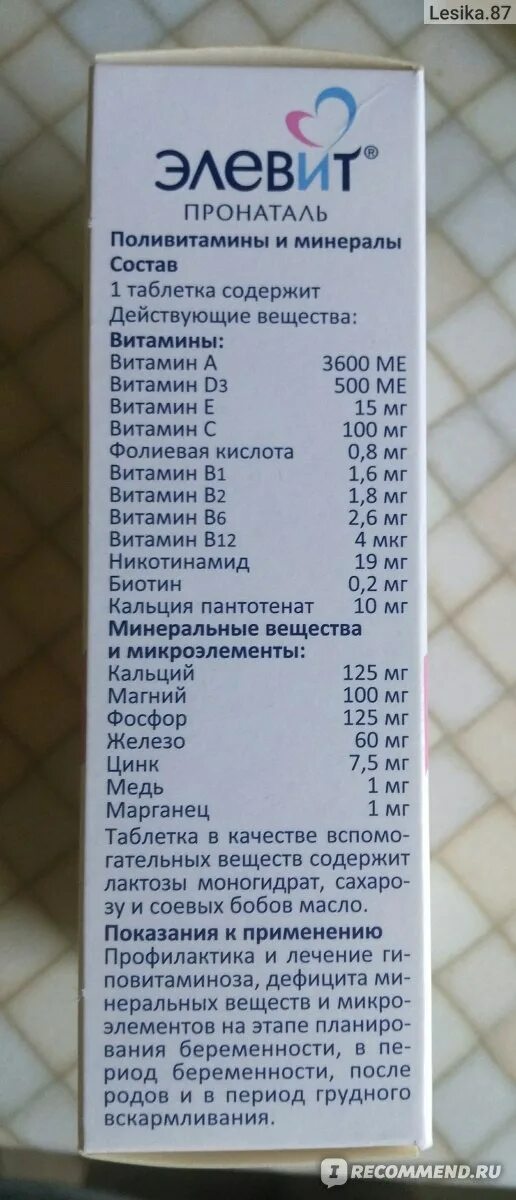 Lesika.87
элевит®
ПРОНАТАЛЬ
Поливитамины и минералы
Состав
1 таблетка содержит
Действующие вещества:
Витамины:
Витамин А 3600 МЕ
Витамин D3 500 МЕ
Витамин Е 15 мг
Витамин С 100 мг
Фолиевая кислота 0,8 мг
Витамин В1 1,6 мг
Витамин В2 1,8 мг
Витамин В6 2,6 мг
Витамин В12 4 мкг
Никотинамид 19 мг
Биотин 0,2 мг
Кальция пантотенат 10 мг
Минеральные вещества
и микроэлементы:
Кальций 125 мг
Магний 100 мг
Фосфор 125 мг
Железо 60 мг
Цинк 7,5 мг
Медь 1 мг
Марганец 1 мг
Таблетка в качестве вспомо-
гательных веществ содержит
лактозы моногидрат, сахаро-
зу и соевых бобов масло.
Показания к применению
Профилактика и лечение ги-
повитаминоза, дефицита ми-
неральных веществ и микро-
элементов на этапе планиро-
вания беременности, в пе-
риод беременности, после
родов и в период грудного
вскармливания.
IRECOMMEND.RU